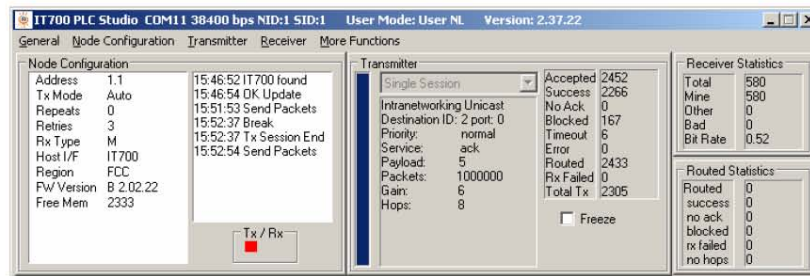 IT700 PLC Studio COM11 38400 bps NID:1 SID:1 User Mode: User NL Version: 2.37.22
General Node Configuration Transmitter Receiver More Functions
Node Configuration
Address 1.1
Tx Mode Auto
Repeats 0
Retries 3
Rx Type M
Host I/F IT700
Region FCC
FW Version B 2.02.22
Free Mem 2333
15:46:52 IT700 found
15:46:54 OK Update
15:51:53 Send Packets
15:52:37 Break
15:52:37 Tx Session End
15:52:54 Send Packets
Tx / Rx
Transmitter
Single Session
Intranetworking Unicast
Destination ID: 2 port: 0
Priority: normal
Service: ack
Payload: 5
Packets: 1000000
Gain: 6
Hops: 8
Accepted 2452
Success 2266
No Ack 0
Blocked 167
Timeout 6
Error 0
Routed 2433
Rx Failed 0
Total Tx 2305
Freeze
Receiver Statistics
Total 580
Mine 580
Other 0
Bad 0
Bit Rate 0.52
Routed Statistics
Routed 0
success 0
no ack 0
blocked 0
rx failed 0
no hops 0